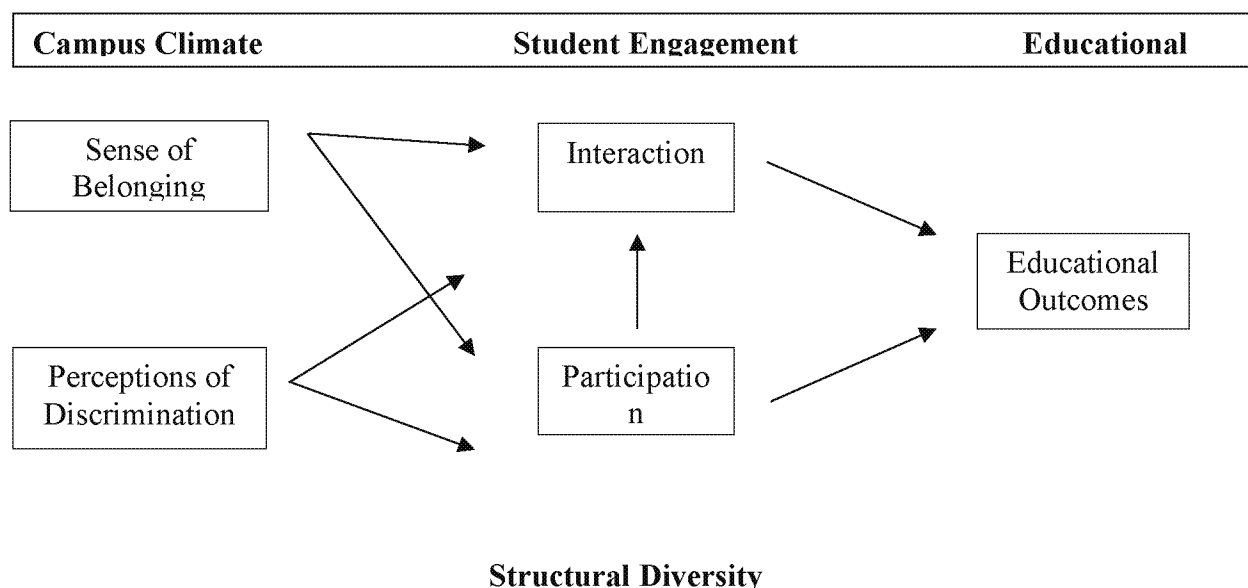 Campus Climate Student Engagement Educational
Sense of
Belonging
Interaction
Educational
Outcomes
Perceptions of
Discrimination
Participatio
n
Structural Diversity